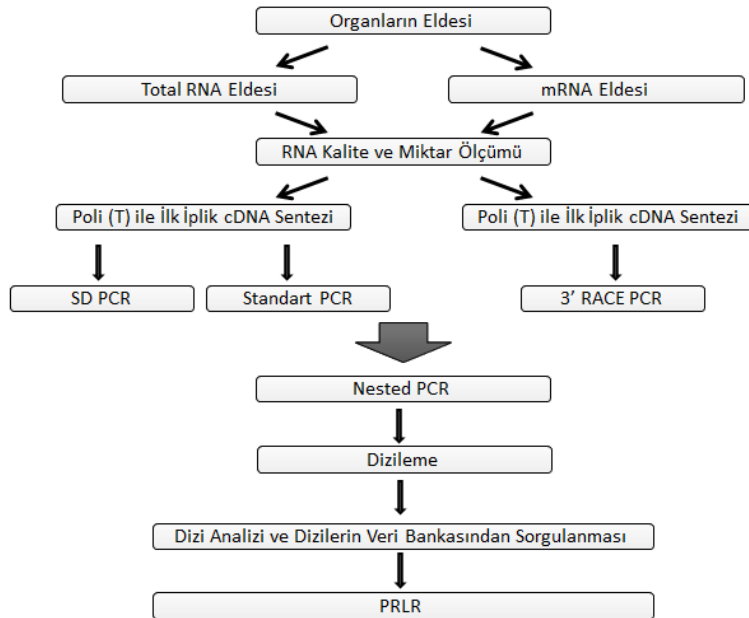 Organların Eldesi
Total RNA Eldesi
mRNA Eldesi
RNA Kalite ve Miktar Ölçümü
Poli (T) ile İlk İplik cDNA Sentezi
Poli (T) ile İlk İplik cDNA Sentezi
SD PCR
Standart PCR
3’ RACE PCR
Nested PCR
Dizileme
Dizi Analizi ve Dizilerin Veri Bankasından Sorgulanması
PRLR